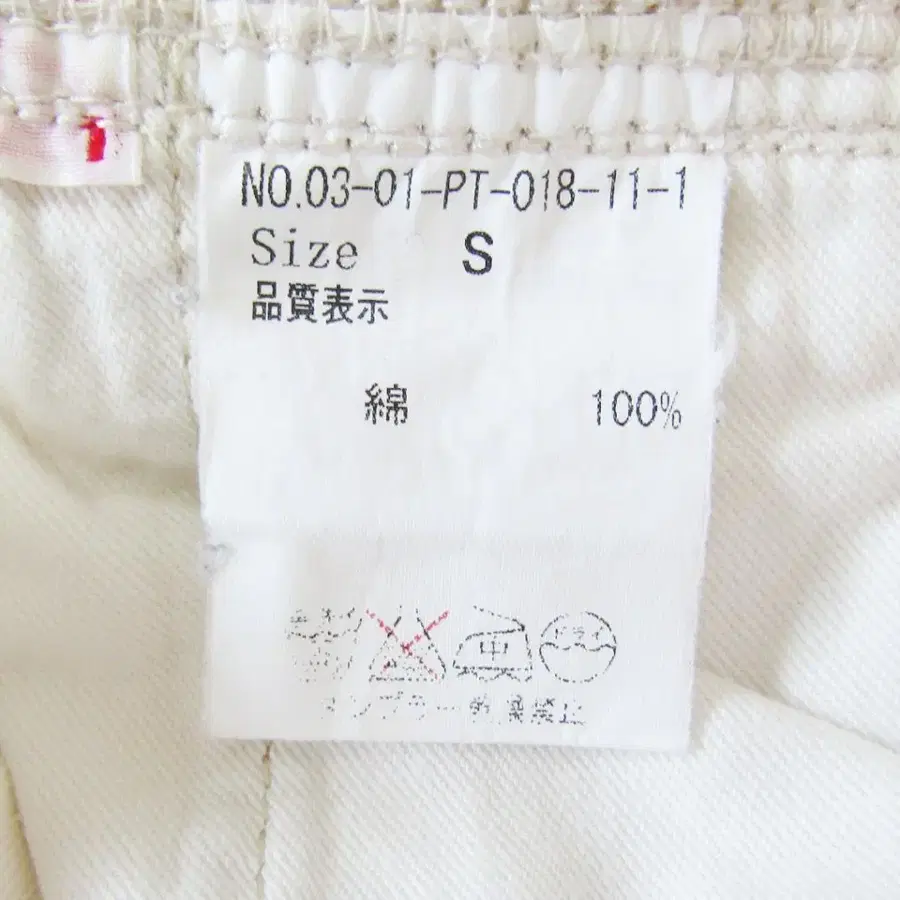 NO.03-01-PT-018-11-1
Size S
品質表示
綿 100%
中 ドライ
タンブラー乾燥禁止